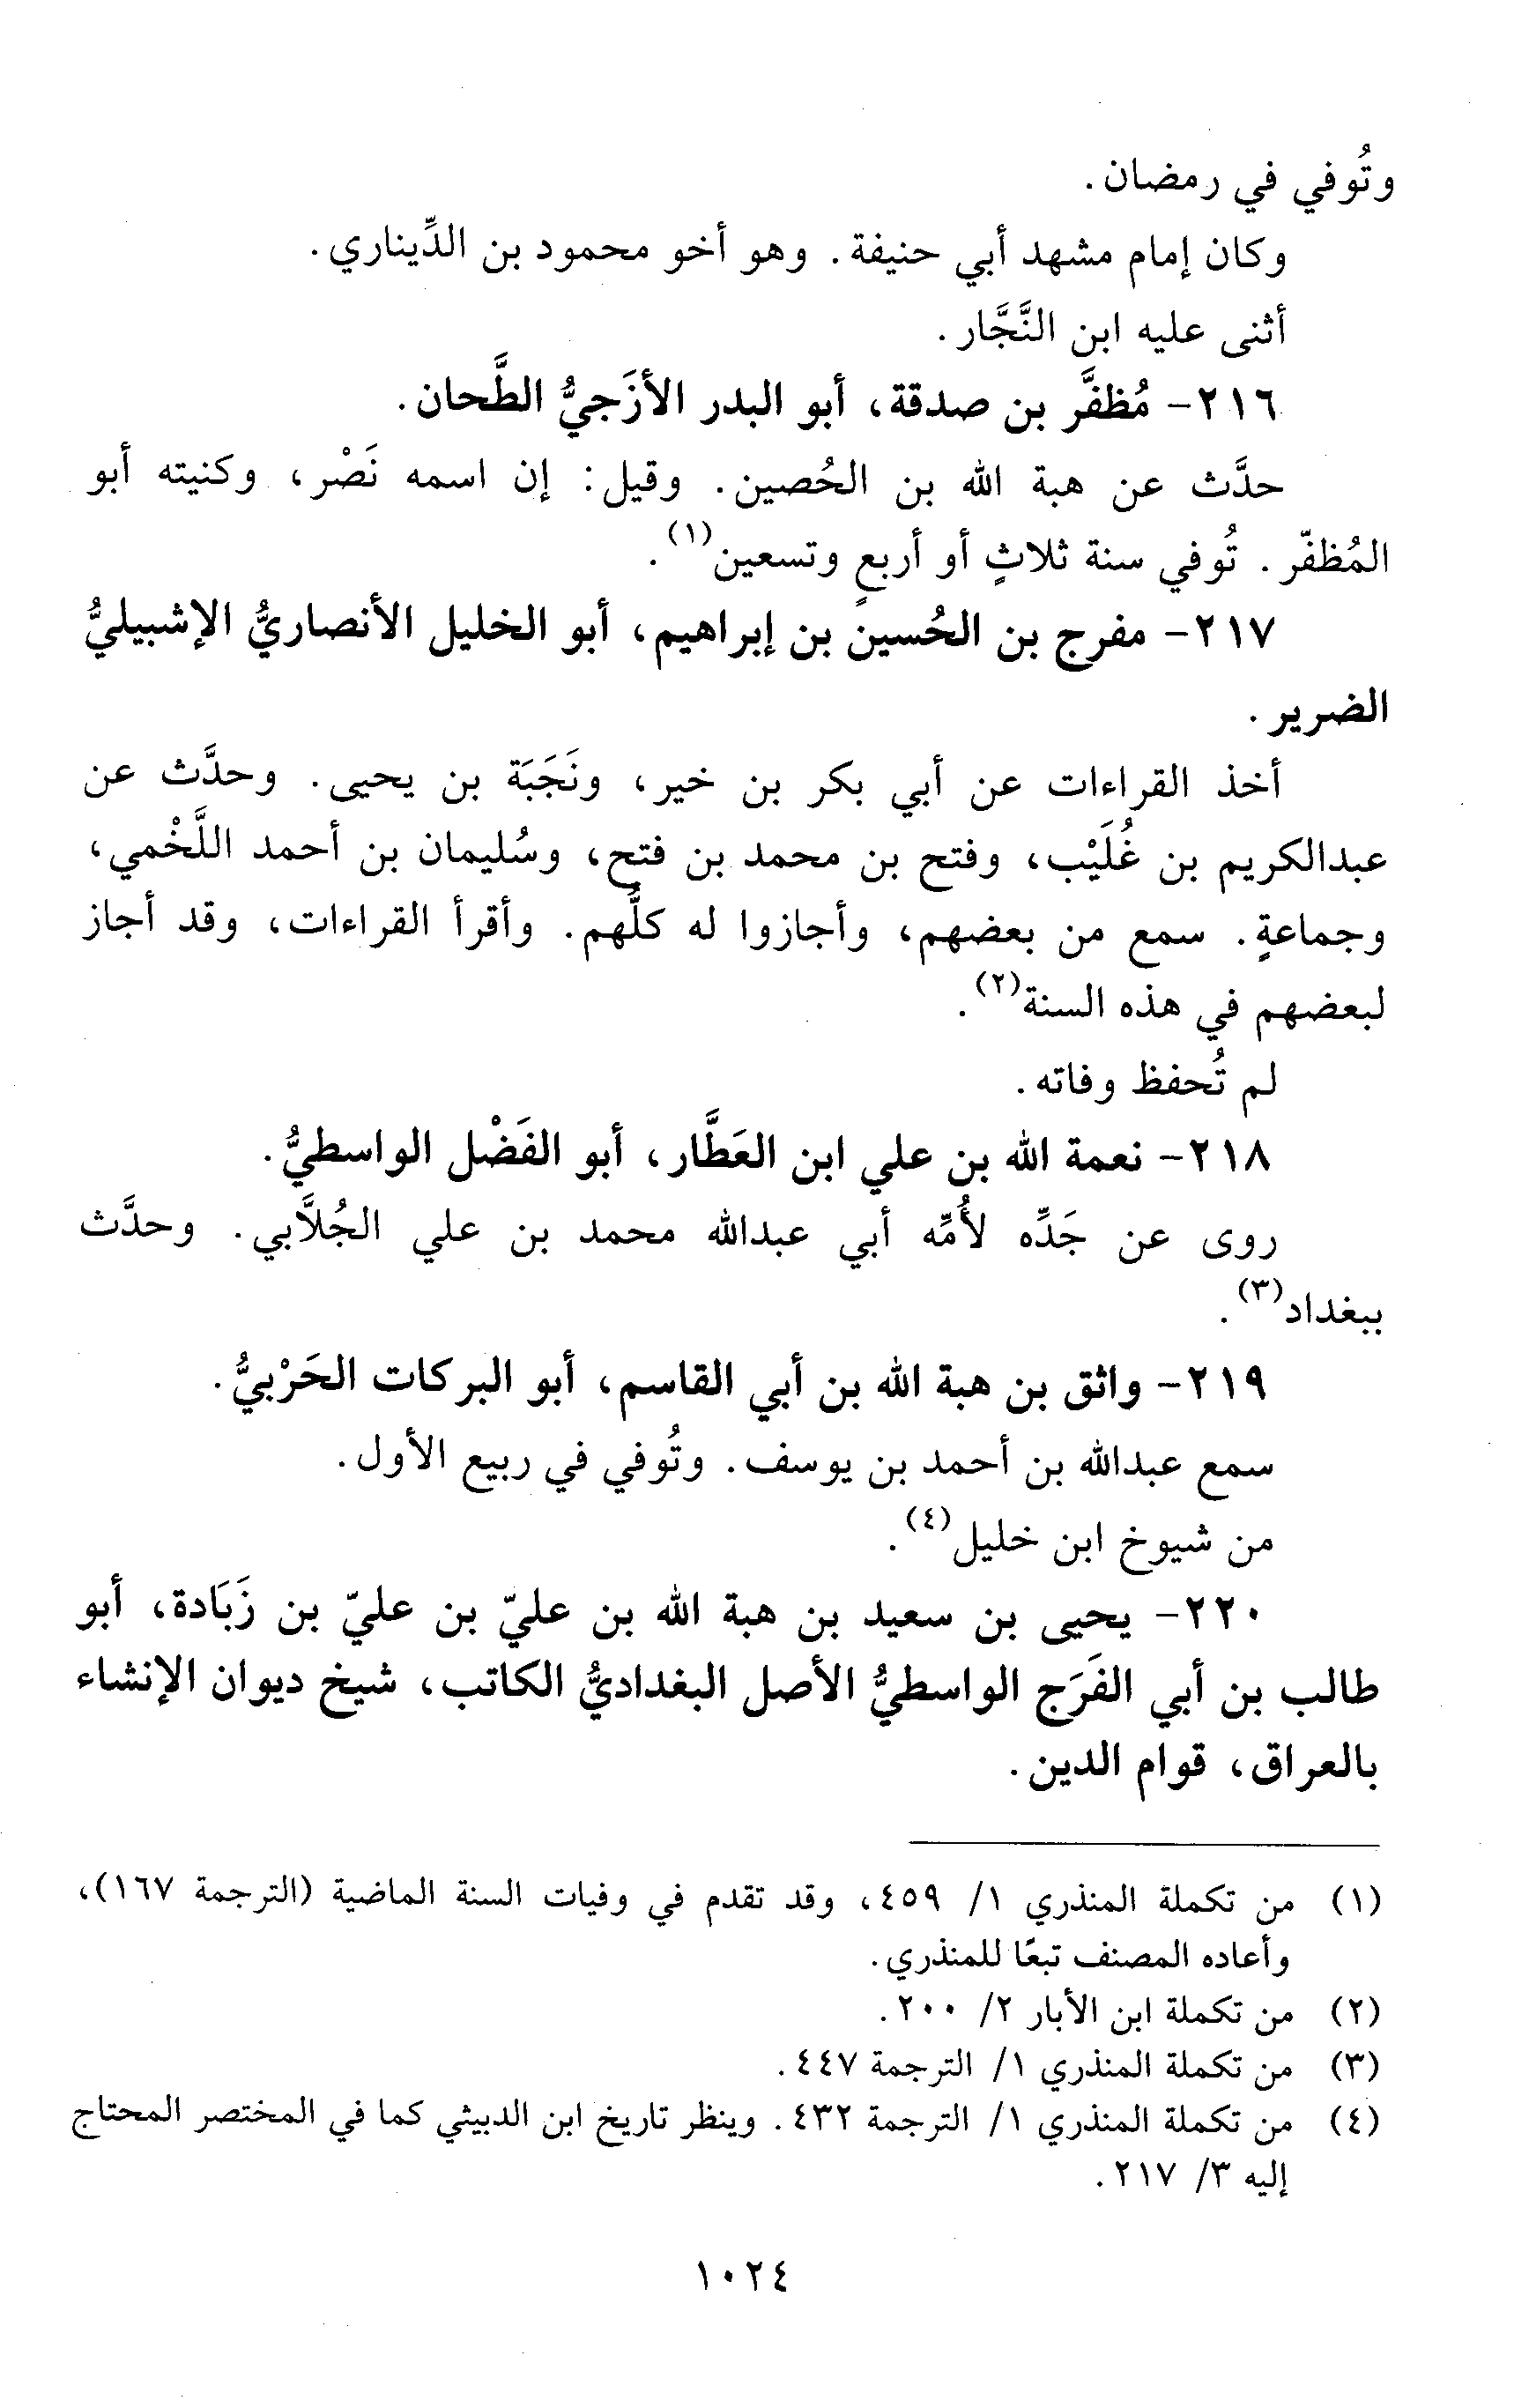 وتُوفي في رمضان.
وكان إمام مشهد أبي حنيفة. وهو أخو محمود بن الدِّيناري.
أثنى عليه ابن النَّجَّار.
٢١٦- مُظفَّر بن صدقة، أبو البدر الأزَجيُّ الطَّحان.
حدَّث عن هبة الله بن الحُصين. وقيل: إن اسمه نَصْر، وكنيته أبو
المُظفّر. تُوفي سنة ثلاثٍ أو أربعٍ وتسعين(١).
٢١٧- مفرج بن الحُسين بن إبراهيم، أبو الخليل الأنصاريُّ الإشبيليُّ
الضرير.
أخذ القراءات عن أبي بكر بن خير، ونَجَبَة بن يحيى. وحدَّث عن
عبدالكريم بن غُلَيْب، وفتح بن محمد بن فتح، وسُليمان بن أحمد اللَّخْمي،
وجماعةٍ. سمع من بعضهم، وأجازوا له كلُّهم. وأقرأ القراءات، وقد أجاز
لبعضهم في هذه السنة(٢).
لم تُحفظ وفاته.
٢١٨- نعمة الله بن علي ابن العَطَّار، أبو الفَضْل الواسطيُّ.
روى عن جَدِّه لأُمِّه أبي عبدالله محمد بن علي الجُلاَّبي. وحدَّث
ببغداد(٣).
٢١٩- واثق بن هبة الله بن أبي القاسم، أبو البركات الحَرْبيُّ.
سمع عبدالله بن أحمد بن يوسف. وتُوفي في ربيع الأول.
من شيوخ ابن خليل(٤).
٢٢٠- يحيى بن سعيد بن هبة الله بن عليّ بن عليّ بن زَبَادة، أبو
طالب بن أبي الفَرَج الواسطيُّ الأصل البغداديُّ الكاتب، شيخ ديوان الإنشاء
بالعراق، قوام الدين.
(١) من تكملة المنذري ١/ ٤٥٩، وقد تقدم في وفيات السنة الماضية (الترجمة ١٦٧)،
وأعاده المصنف تبعًا للمنذري.
(٢) من تكملة ابن الأبار ٢/ ٢٠٠.
(٣) من تكملة المنذري ١/ الترجمة ٤٤٧.
(٤) من تكملة المنذري ١/ الترجمة ٤٣٢. وينظر تاريخ ابن الدبيثي كما في المختصر المحتاج
إليه ٣/ ٢١٧.
١٠٢٤